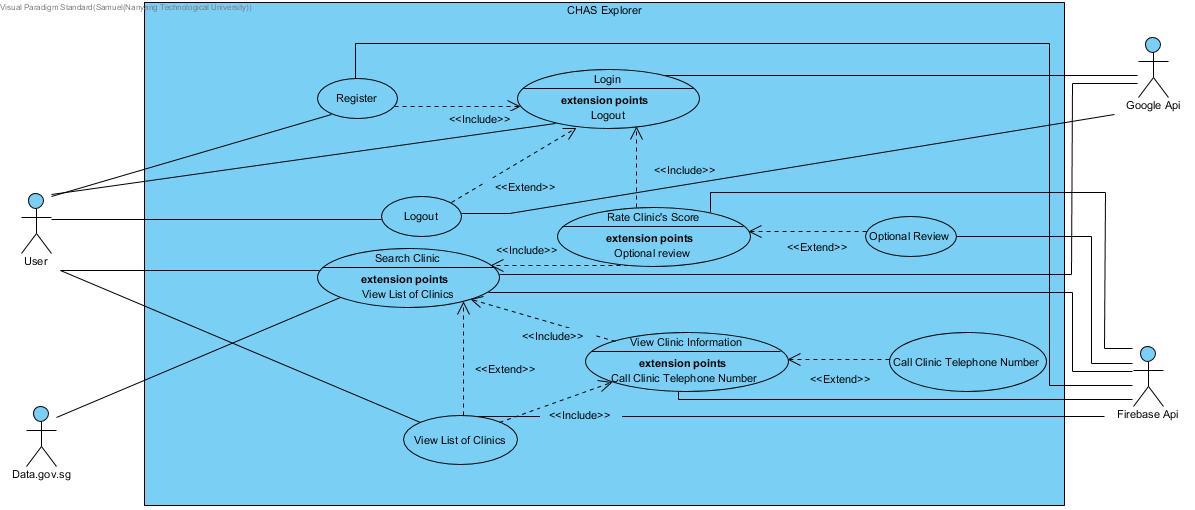 Visual Paradigm Standard(Samuel(Nanyang Technological University))
CHAS Explorer
Login
extension points
Logout
Register
<<Include>>
Google Api
<<Include>>
<<Extend>>
Logout
User
Rate Clinic's Score
extension points
Optional review
Optional Review
<<Extend>>
<<Include>>
Search Clinic
extension points
View List of Clinics
<<Include>>
View Clinic Information
extension points
Call Clinic Telephone Number
Call Clinic Telephone Number
<<Extend>>
<<Extend>>
<<Include>>
Firebase Api
View List of Clinics
Data.gov.sg